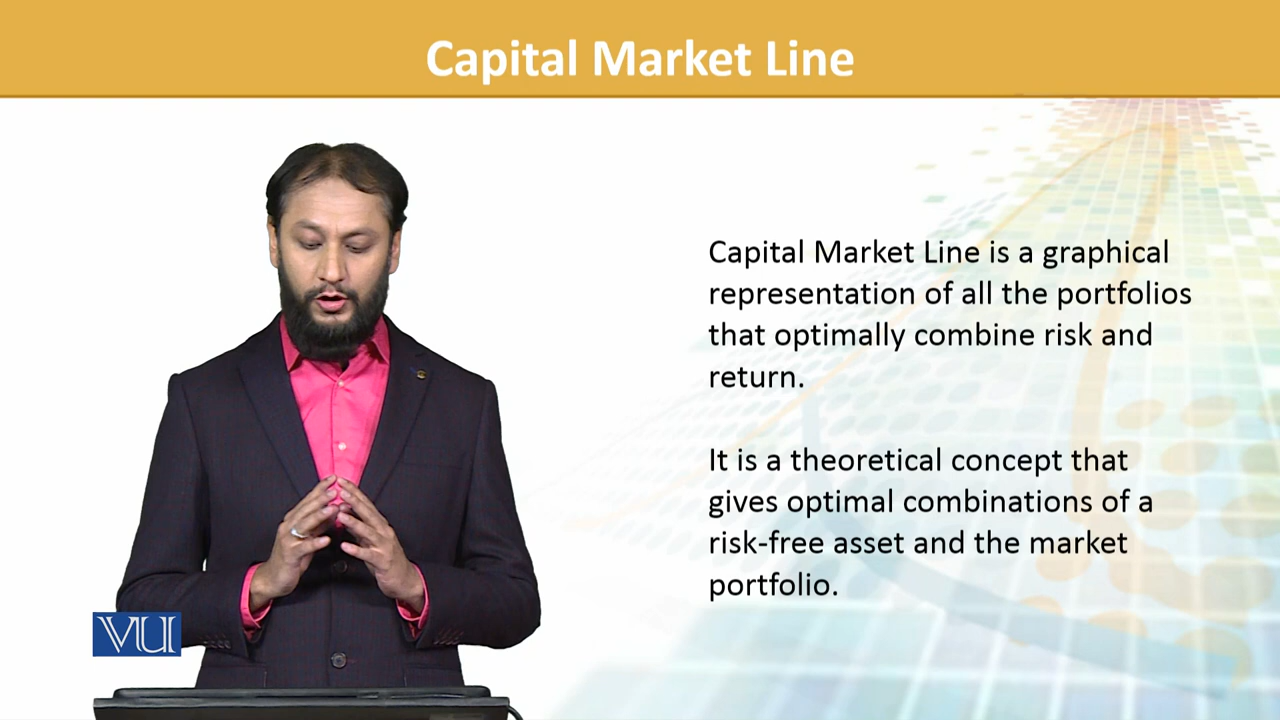 Capital Market Line
Capital Market Line is a graphical
representation of all the portfolios
that optimally combine risk and
return.
It is a theoretical concept that
gives optimal combinations of a
risk-free asset and the market
portfolio.
VU